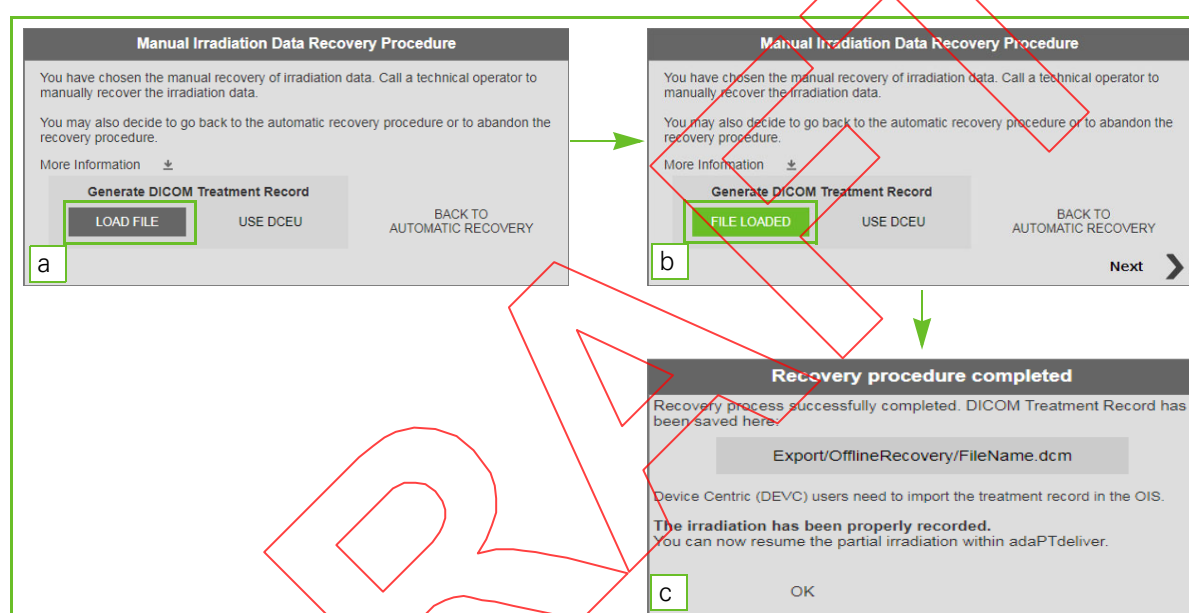 Manual Irradiation Data Recovery Procedure
You have chosen the manual recovery of irradiation data. Call a technical operator to
manually recover the irradiation data.
You may also decide to go back to the automatic recovery procedure or to abandon the
recovery procedure.
More Information
Generate DICOM Treatment Record
LOAD FILE
USE DCEU
BACK TO
AUTOMATIC RECOVERY
a
Manual Irradiation Data Recovery Procedure
You have chosen the manual recovery of irradiation data. Call a technical operator to
manually recover the irradiation data.
You may also decide to go back to the automatic recovery procedure or to abandon the
recovery procedure.
More Information
Generate DICOM Treatment Record
FILE LOADED
USE DCEU
BACK TO
AUTOMATIC RECOVERY
b
Next
Recovery procedure completed
Recovery process successfully completed. DICOM Treatment Record has
been saved here:
Export/OfflineRecovery/FileName.dcm
Device Centric (DEVC) users need to import the treatment record in the OIS.
The irradiation has been properly recorded.
You can now resume the partial irradiation within adaPTdeliver.
c
OK